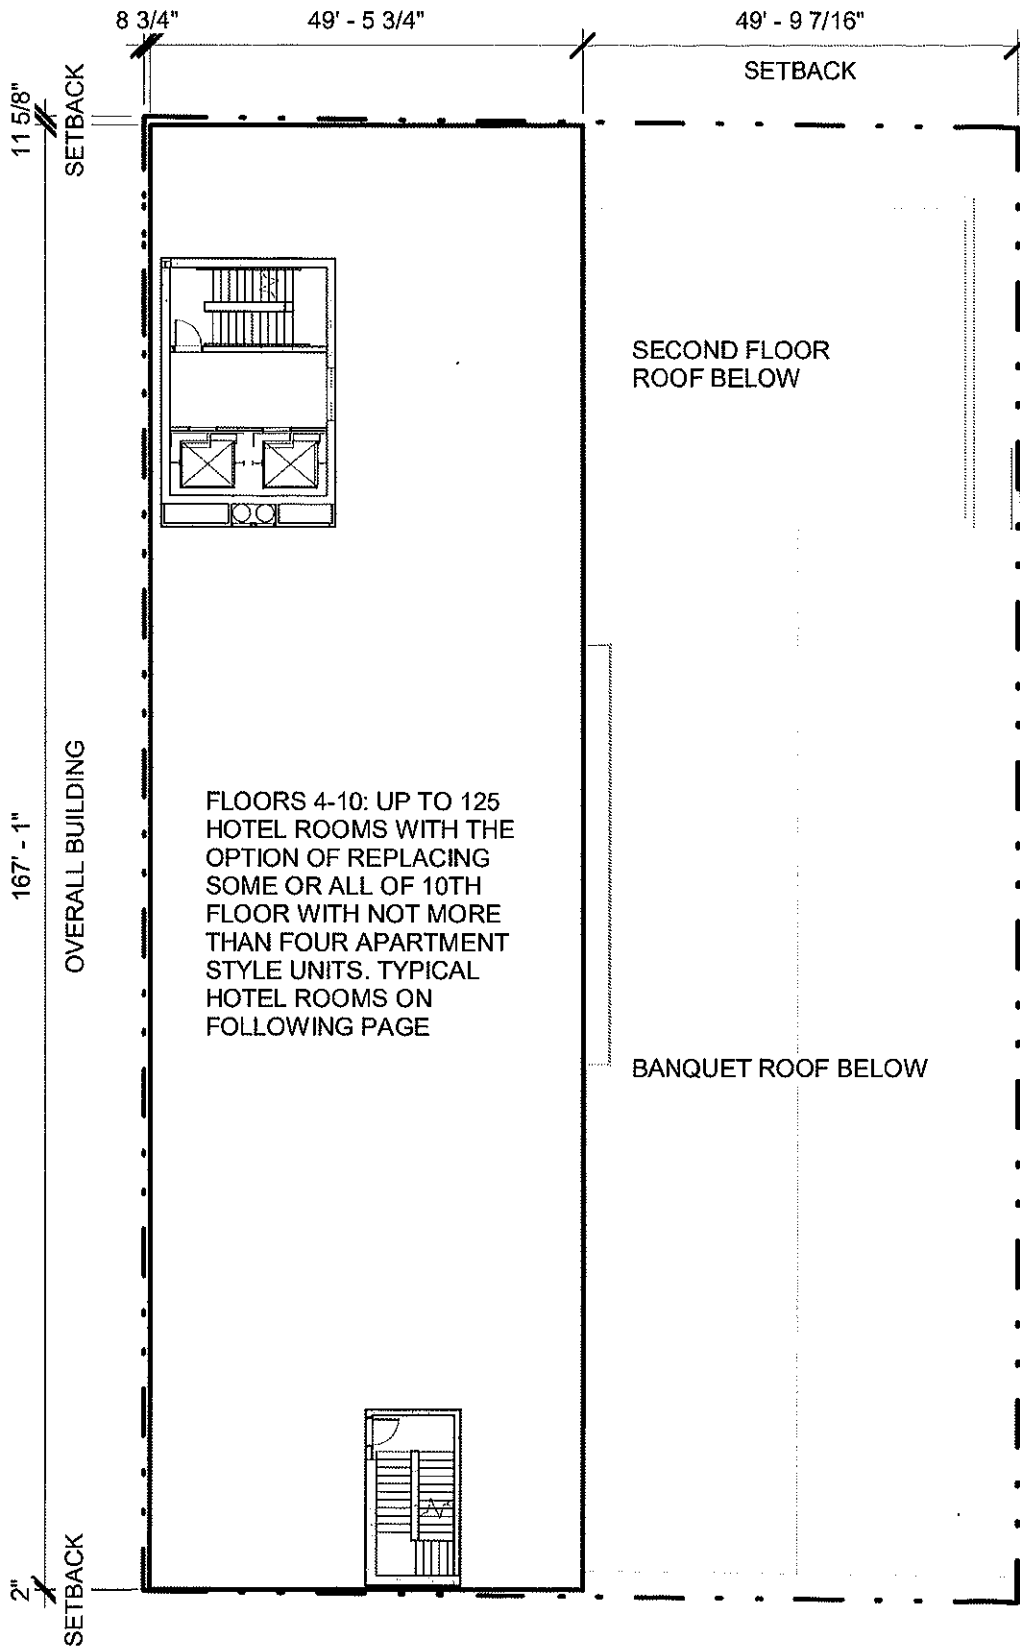 8 3/4"
49' - 5 3/4"
49' - 9 7/16"
SETBACK
11 5/8"
SETBACK
SECOND FLOOR
ROOF BELOW
167' - 1"
OVERALL BUILDING
FLOORS 4-10: UP TO 125
HOTEL ROOMS WITH THE
OPTION OF REPLACING
SOME OR ALL OF 10TH
FLOOR WITH NOT MORE
THAN FOUR APARTMENT
STYLE UNITS. TYPICAL
HOTEL ROOMS ON
FOLLOWING PAGE
BANQUET ROOF BELOW
2"
SETBACK